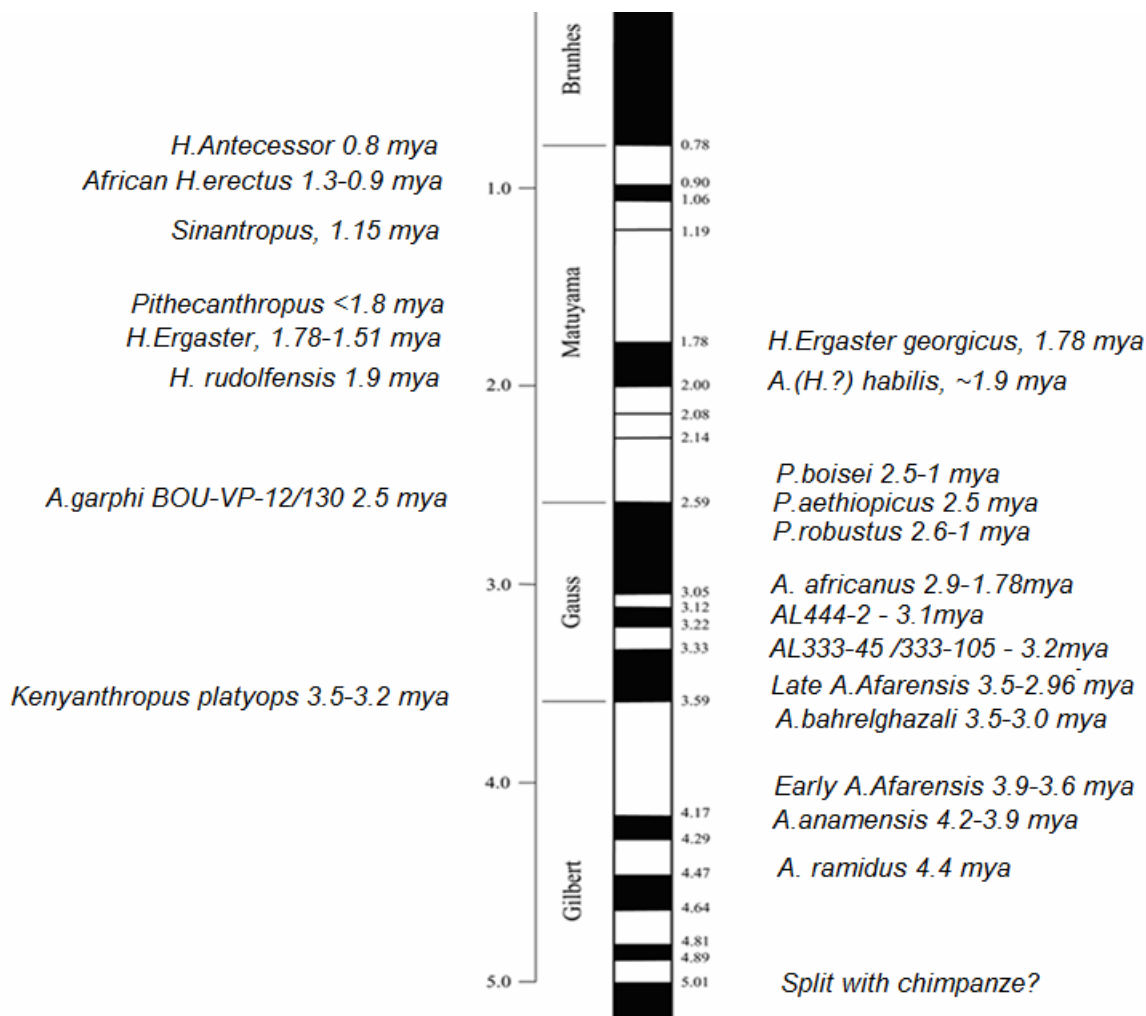 Brunhes
Matuyama
Gauss
Gilbert
H.Antecessor 0.8 mya
African H.erectus 1.3-0.9 mya
Sinantropus, 1.15 mya
Pithecanthropus <1.8 mya
H.Ergaster, 1.78-1.51 mya
H. rudolfensis 1.9 mya
A.garphi BOU-VP-12/130 2.5 mya
Kenyanthropus platyops 3.5-3.2 mya
1.0
2.0
3.0
4.0
5.0
0.78
0.90
1.06
1.19
1.78
2.00
2.08
2.14
2.59
3.05
3.12
3.22
3.33
3.59
4.17
4.29
4.47
4.64
4.81
4.89
5.01
H.Ergaster georgicus, 1.78 mya
A.(H.?) habilis, ~1.9 mya
P.boisei 2.5-1 mya
P.aethiopicus 2.5 mya
P.robustus 2.6-1 mya
A. africanus 2.9-1.78mya
AL444-2 - 3.1mya
AL333-45 /333-105 - 3.2mya
Late A.Afarensis 3.5-2.96 mya
A.bahrelghazali 3.5-3.0 mya
Early A.Afarensis 3.9-3.6 mya
A.anamensis 4.2-3.9 mya
A. ramidus 4.4 mya
Split with chimpanze?